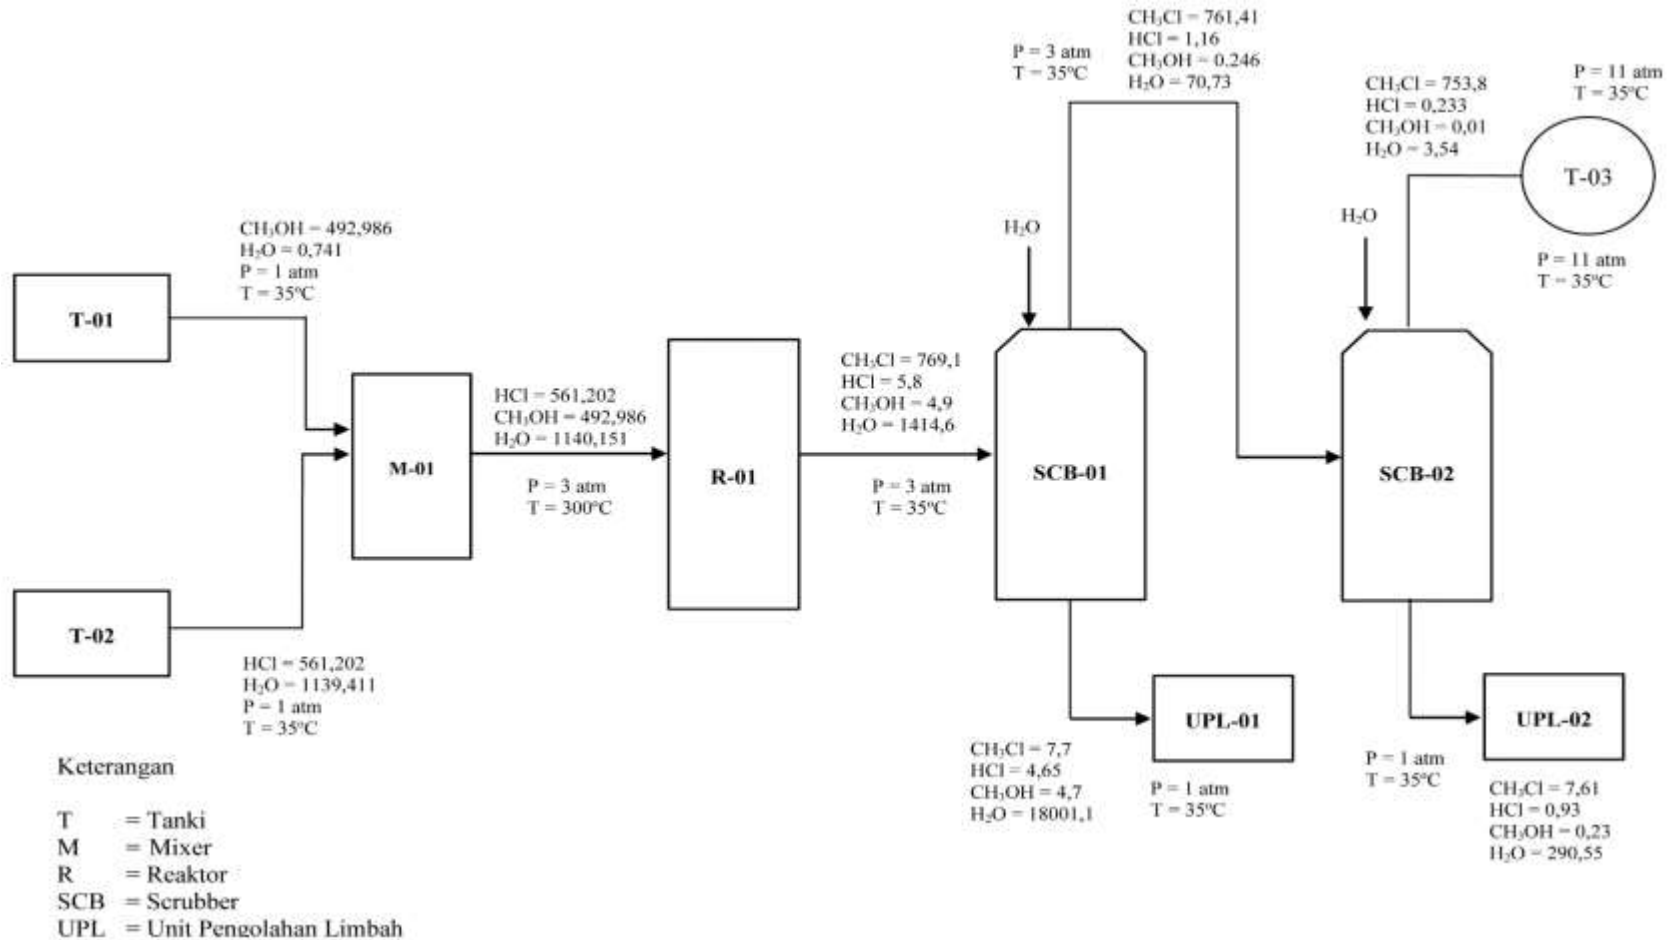 CH₃Cl = 761,41
HCl = 1,16
CH₃OH = 0.246
H₂O = 70,73
P = 3 atm
T = 35ºC
CH₃Cl = 753,8
HCl = 0,233
CH₃OH = 0,01
H₂O = 3,54
P = 11 atm
T = 35ºC
T-03
P = 11 atm
T = 35ºC
H₂O
H₂O
CH₃OH = 492,986
H₂O = 0,741
P = 1 atm
T = 35ºC
T-01
HCl = 561,202
CH₃OH = 492,986
H₂O = 1140,151
P = 3 atm
T = 300ºC
M-01
R-01
CH₃Cl = 769,1
HCl = 5,8
CH₃OH = 4,9
H₂O = 1414,6
P = 3 atm
T = 35ºC
SCB-01
SCB-02
T-02
HCl = 561,202
H₂O = 1139,411
P = 1 atm
T = 35ºC
UPL-01
CH₃Cl = 7,7
HCl = 4,65
CH₃OH = 4,7
H₂O = 18001,1
P = 1 atm
T = 35ºC
UPL-02
P = 1 atm
T = 35ºC
CH₃Cl = 7,61
HCl = 0,93
CH₃OH = 0,23
H₂O = 290,55
Keterangan
T = Tanki
M = Mixer
R = Reaktor
SCB = Scrubber
UPL = Unit Pengolahan Limbah